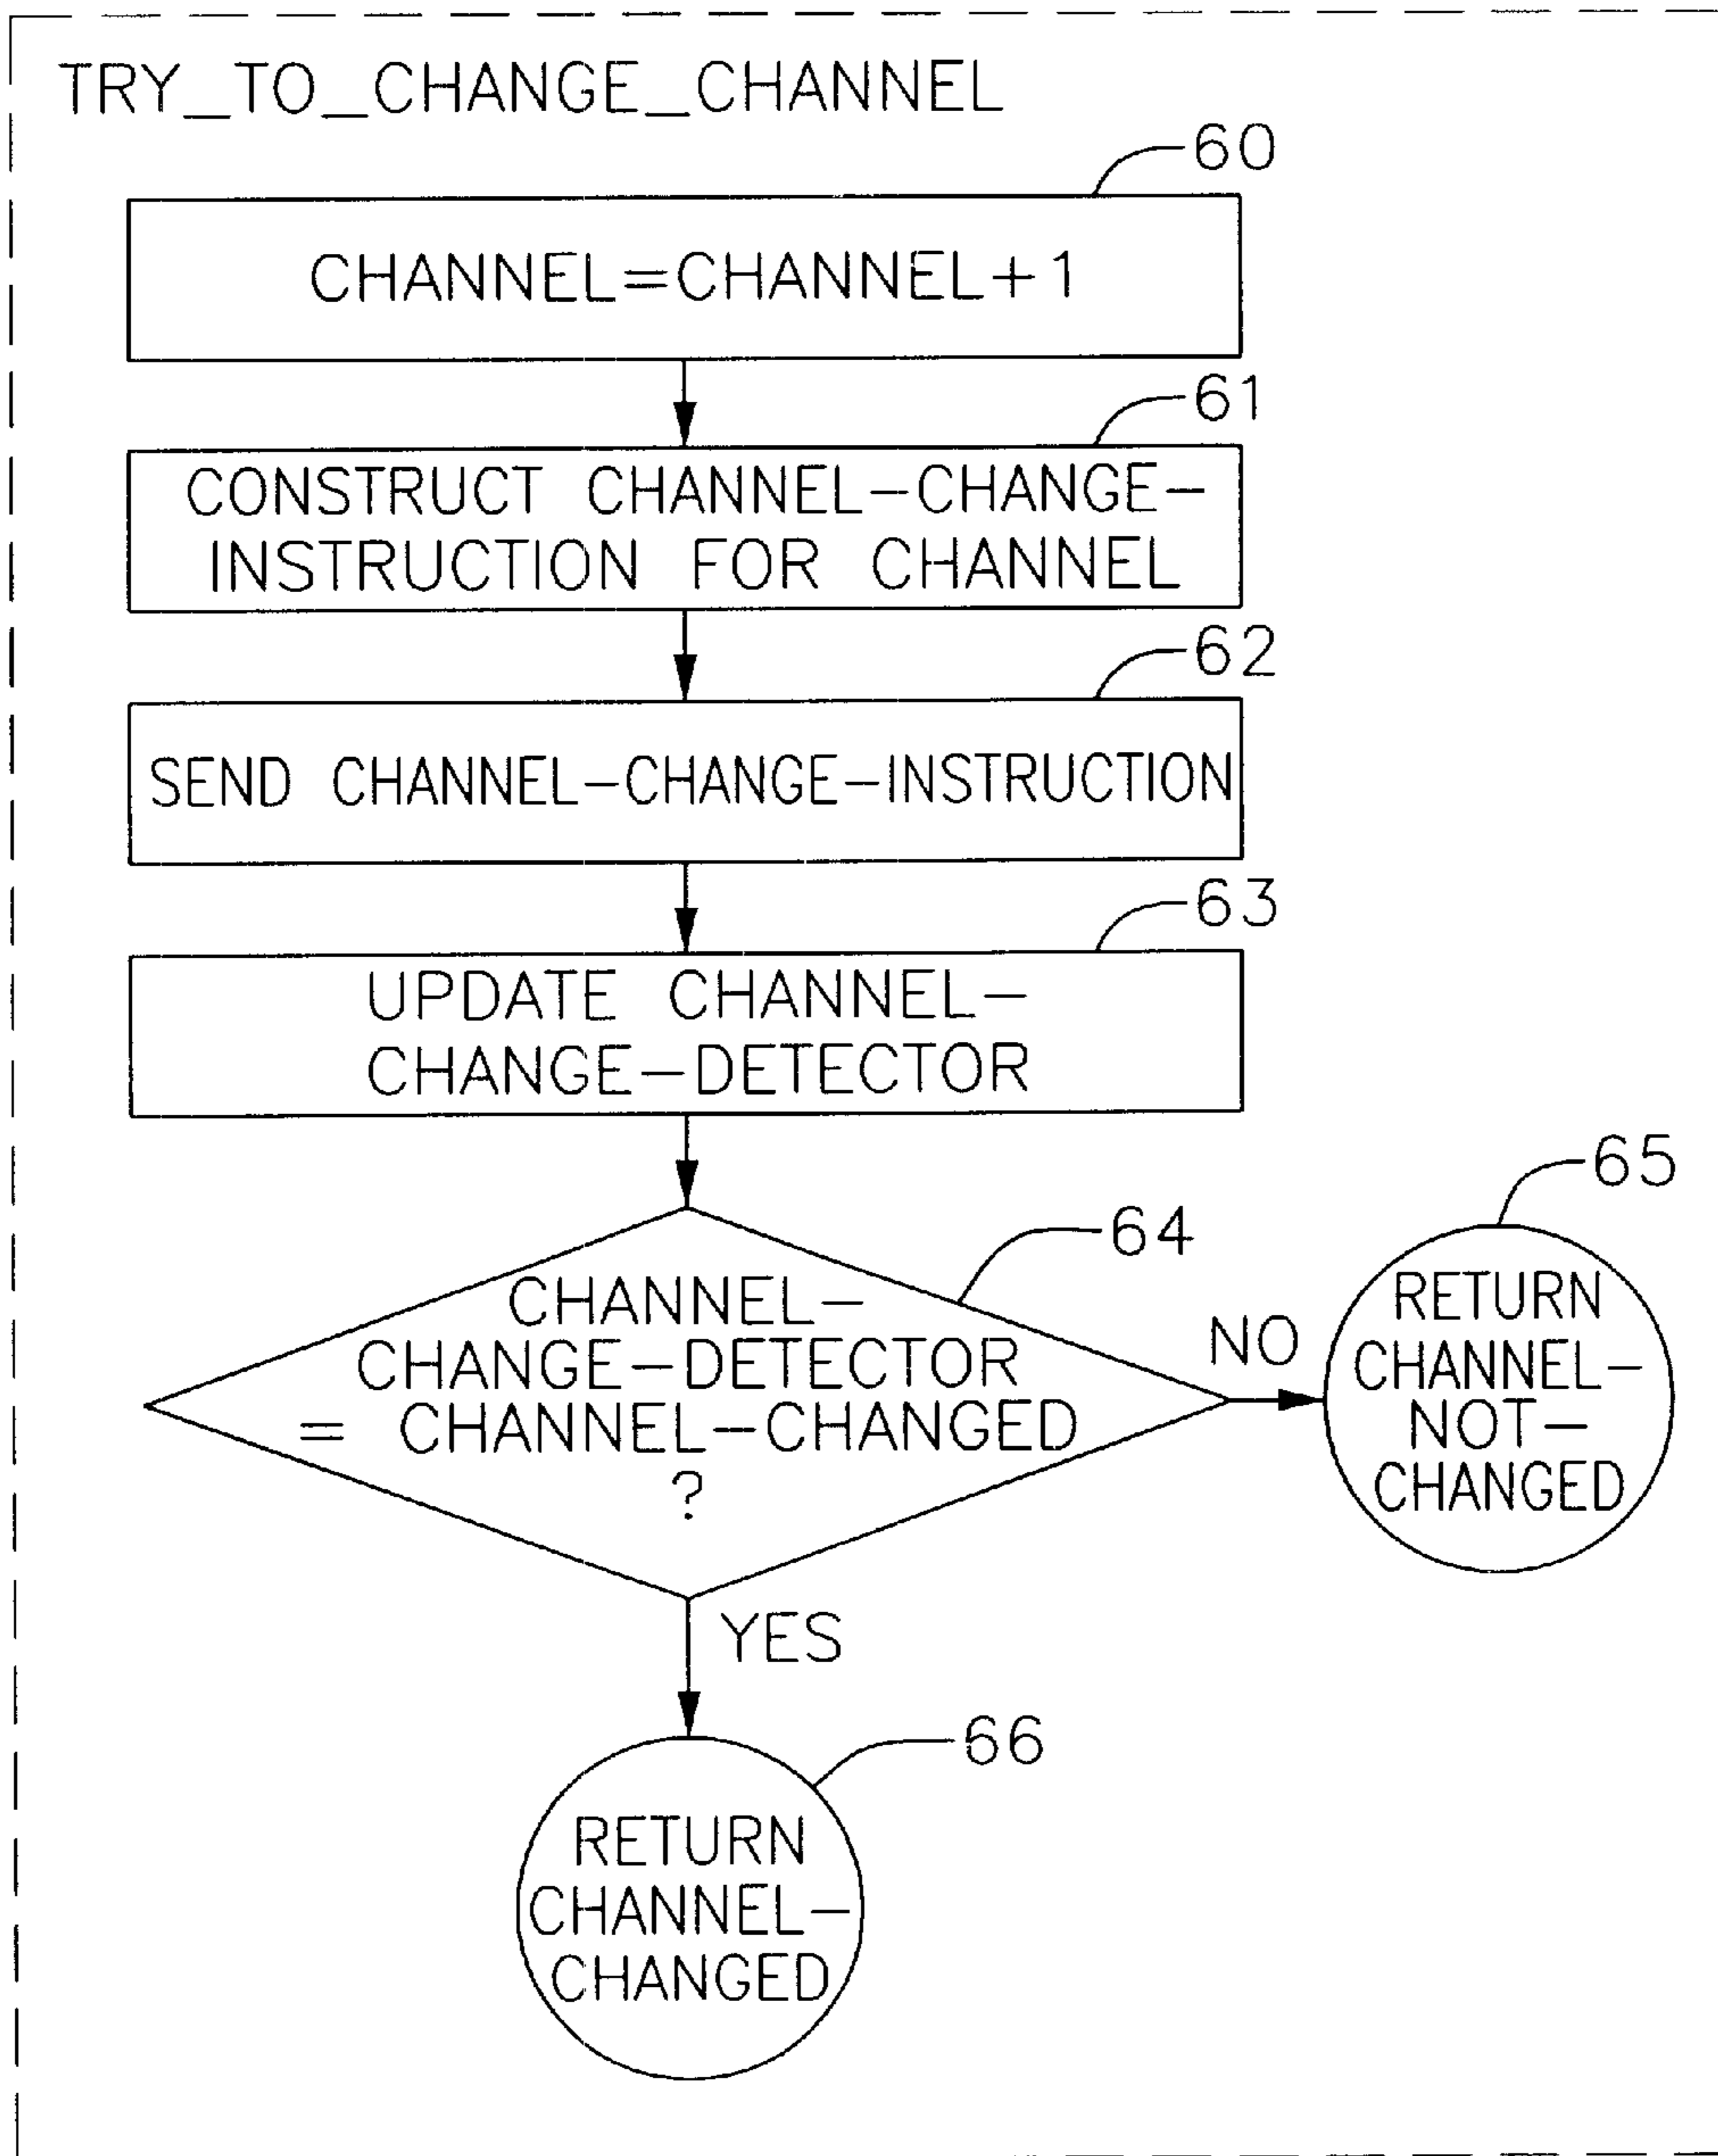 TRY_TO_CHANGE_CHANNEL
60
CHANNEL=CHANNEL+1
61
CONSTRUCT CHANNEL-CHANGE-
INSTRUCTION FOR CHANNEL
62
SEND CHANNEL-CHANGE-INSTRUCTION
63
UPDATE CHANNEL-
CHANGE-DETECTOR
64
CHANNEL-
CHANGE-DETECTOR
= CHANNEL-CHANGED
?
NO
65
RETURN
CHANNEL-
NOT-
CHANGED
YES
66
RETURN
CHANNEL-
CHANGED